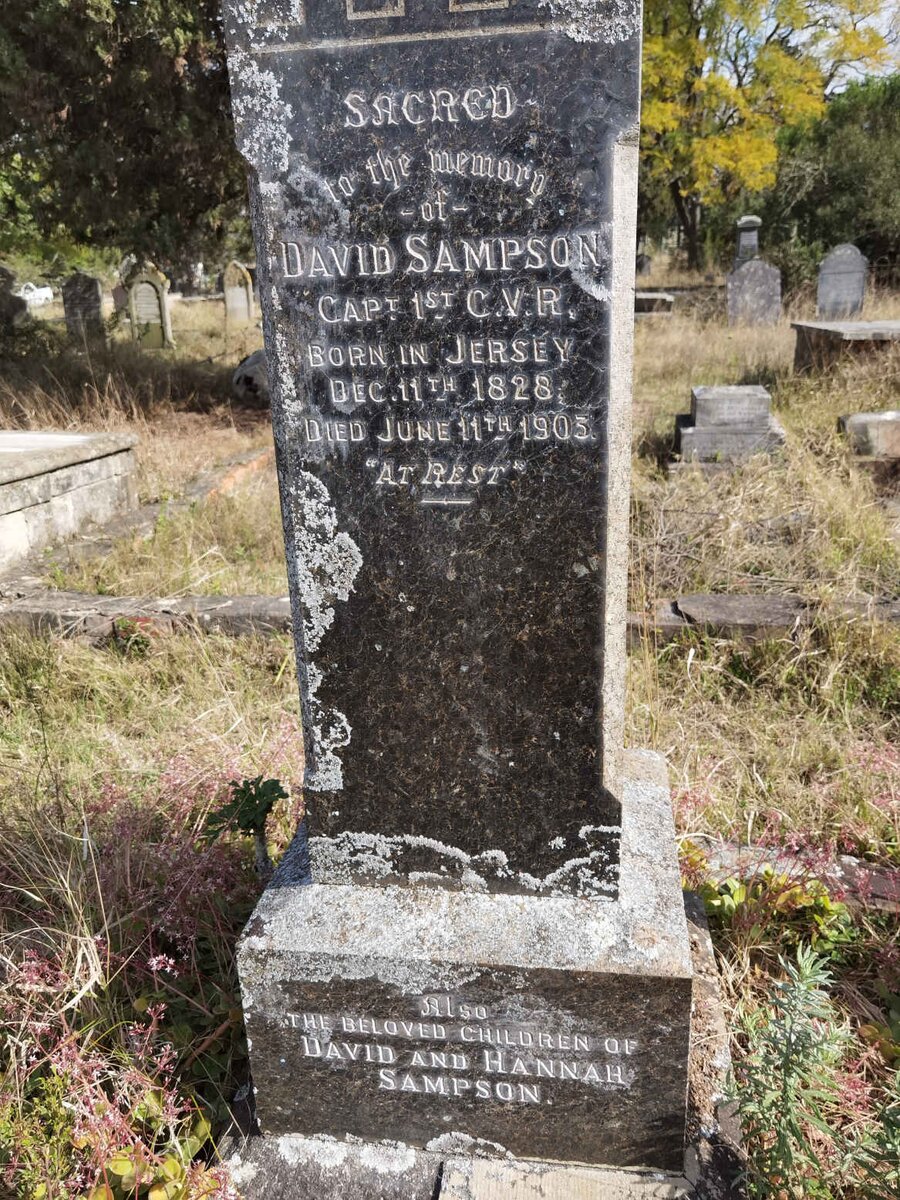 SACRED
to the memory
-of-
DAVID SAMPSON
CAPT 1ST C.V.R.
BORN IN JERSEY
DEC. 11TH 1828.
DIED JUNE 11TH 1903.
"AT REST"
ALSO
THE BELOVED CHILDREN OF
DAVID AND HANNAH
SAMPSON.